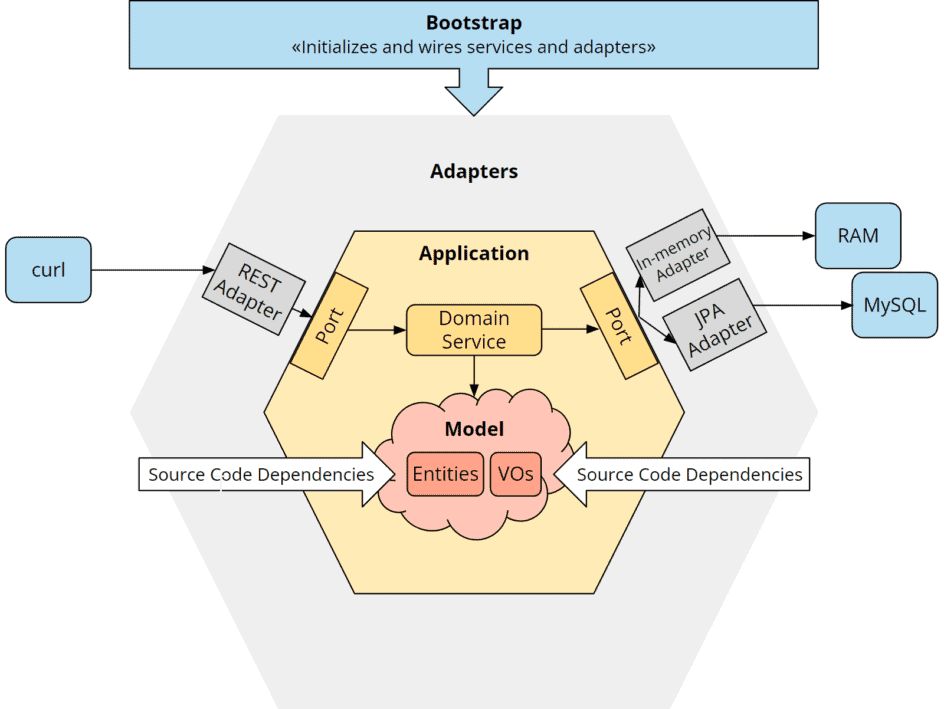 Bootstrap
«Initializes and wires services and adapters»
Adapters
Application
curl
REST
Adapter
Port
Domain
Service
Port
In-memory
Adapter
JPA
Adapter
RAM
MySQL
Model
Entities
VOs
Source Code Dependencies
Source Code Dependencies